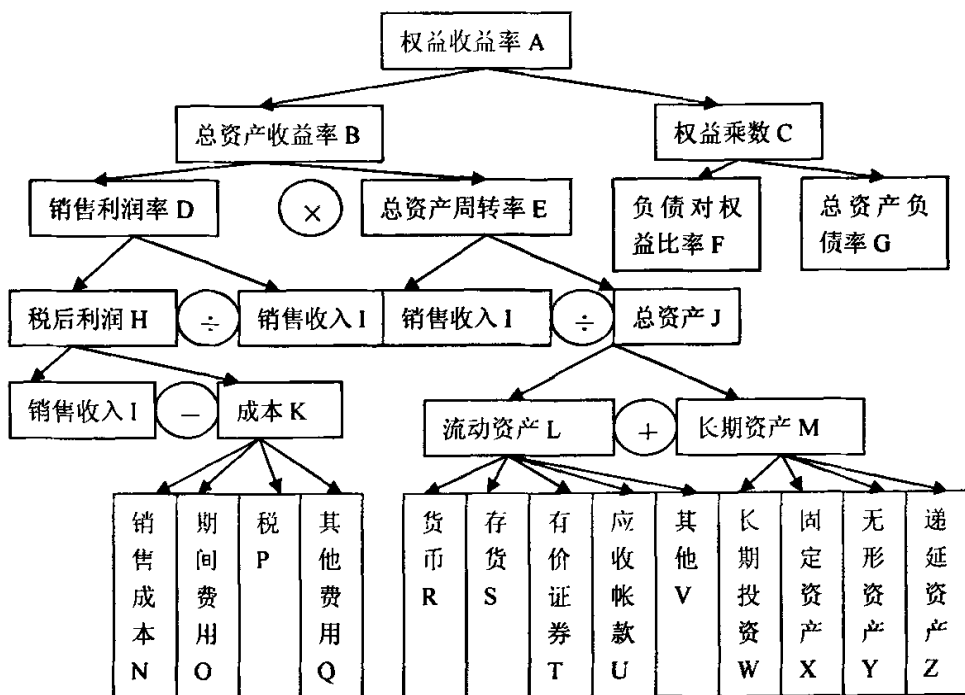 权益收益率 A
总资产收益率 B
权益乘数 C
销售利润率 D
×
总资产周转率 E
负债对权
益比率 F
总资产负
债率 G
税后利润 H
÷
销售收入 I
销售收入 I
÷
总资产 J
销售收入 I
－
成本 K
流动资产 L
+
长期资产 M
销售成本 N
期间费用 O
税 P
其他费用 Q
货币 R
存货 S
有价证券 T
应收帐款 U
其他 V
长期投资 W
固定资产 X
无形资产 Y
递延资产 Z